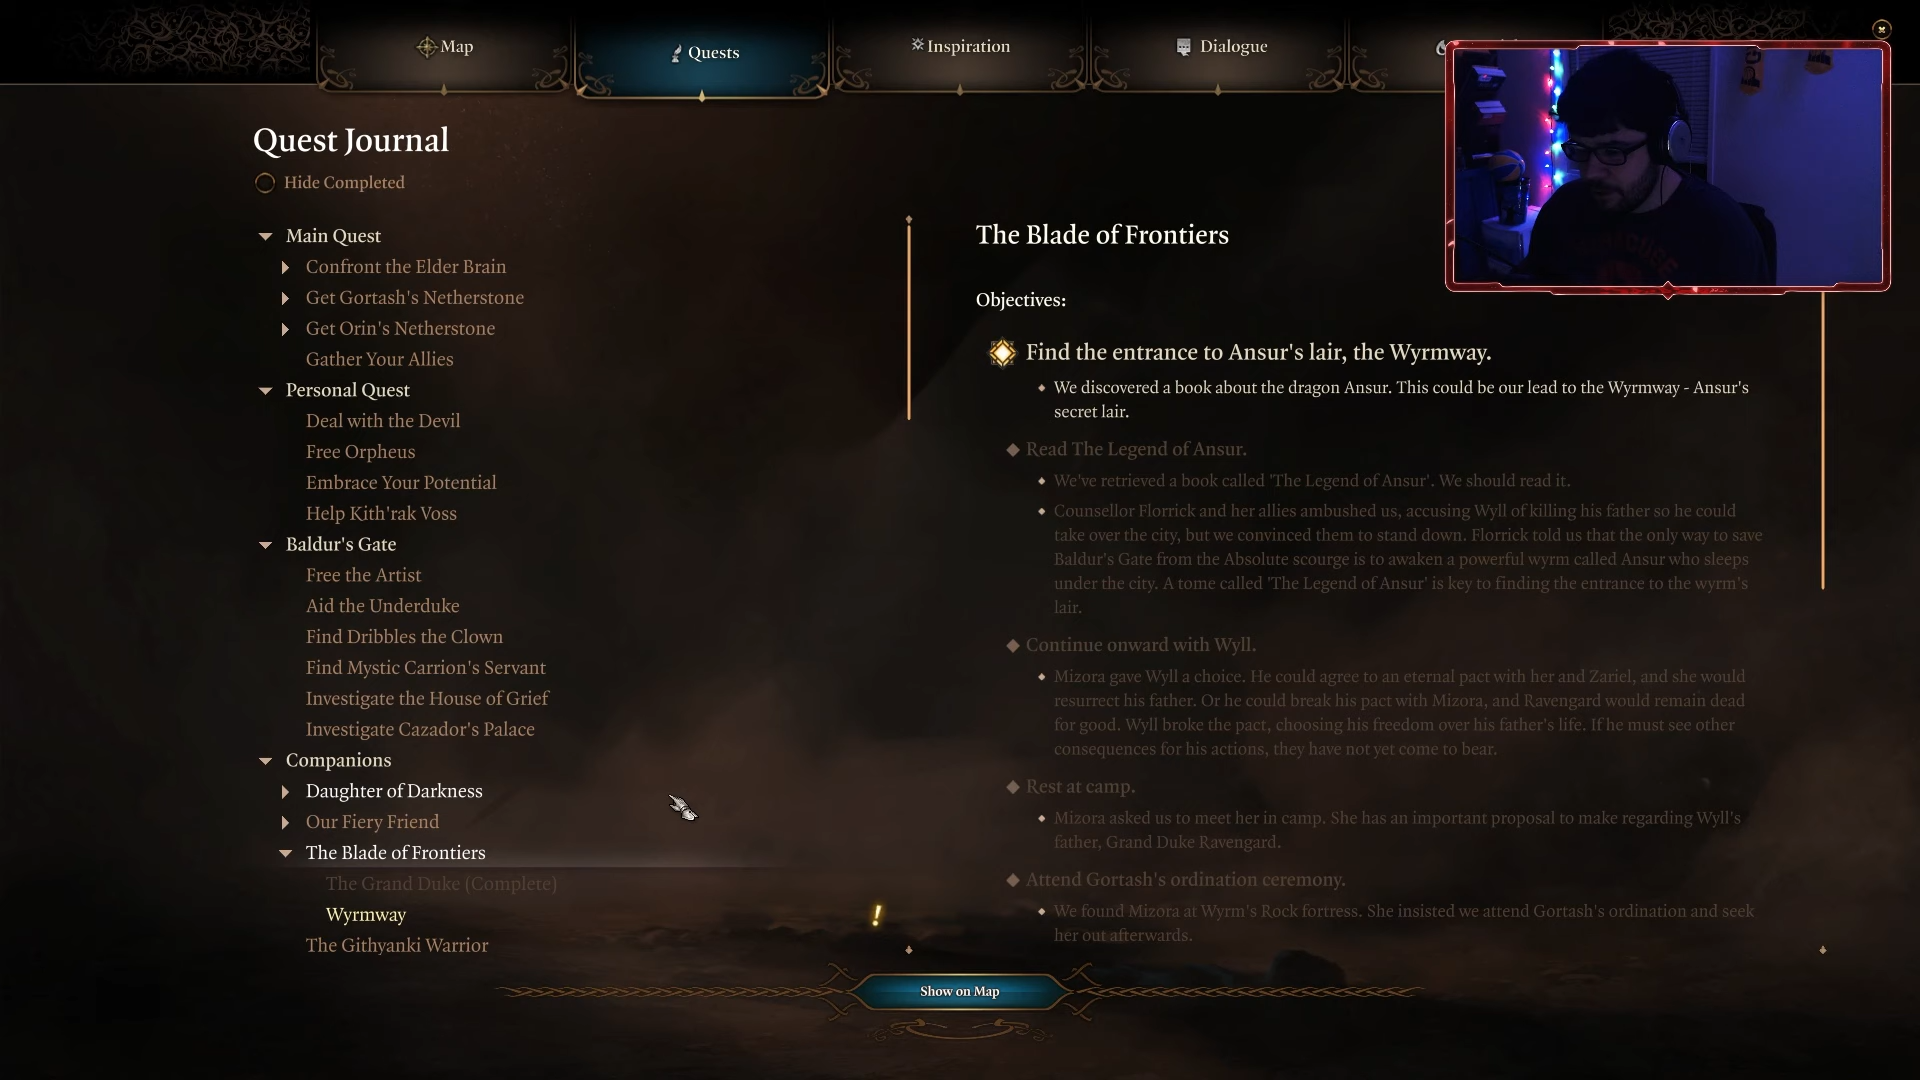 Map
Quests
Inspiration
Dialogue
Quest Journal
Hide Completed
Main Quest
Confront the Elder Brain
Get Gortash's Netherstone
Get Orin's Netherstone
Gather Your Allies
Personal Quest
Deal with the Devil
Free Orpheus
Embrace Your Potential
Help Kith'rak Voss
Baldur's Gate
Free the Artist
Aid the Underduke
Find Dribbles the Clown
Find Mystic Carrion's Servant
Investigate the House of Grief
Investigate Cazador's Palace
Companions
Daughter of Darkness
Our Fiery Friend
The Blade of Frontiers
The Grand Duke (Complete)
Wyrmway
!
The Githyanki Warrior
The Blade of Frontiers
Objectives:
Find the entrance to Ansur's lair, the Wyrmway.
We discovered a book about the dragon Ansur. This could be our lead to the Wyrmway - Ansur's
secret lair.
Read The Legend of Ansur.
We've retrieved a book called 'The Legend of Ansur'. We should read it.
Counsellor Florrick and her allies ambushed us, accusing Wyll of killing his father so he could
take over the city, but we convinced them to stand down. Florrick told us that the only way to save
Baldur's Gate from the Absolute scourge is to awaken a powerful wyrm called Ansur who sleeps
under the city. A tome called 'The Legend of Ansur' is key to finding the entrance to the wyrm's
lair.
Continue onward with Wyll.
Mizora gave Wyll a choice. He could agree to an eternal pact with her and Zariel, and she would
resurrect his father. Or he could break his pact with Mizora, and Ravengard would remain dead
for good. Wyll broke the pact, choosing his freedom over his father's life. If he must see other
consequences for his actions, they have not yet come to bear.
Rest at camp.
Mizora asked us to meet her in camp. She has an important proposal to make regarding Wyll's
father, Grand Duke Ravengard.
Attend Gortash's ordination ceremony.
We found Mizora at Wyrm's Rock fortress. She insisted we attend Gortash's ordination and seek
her out afterwards.
Show on Map